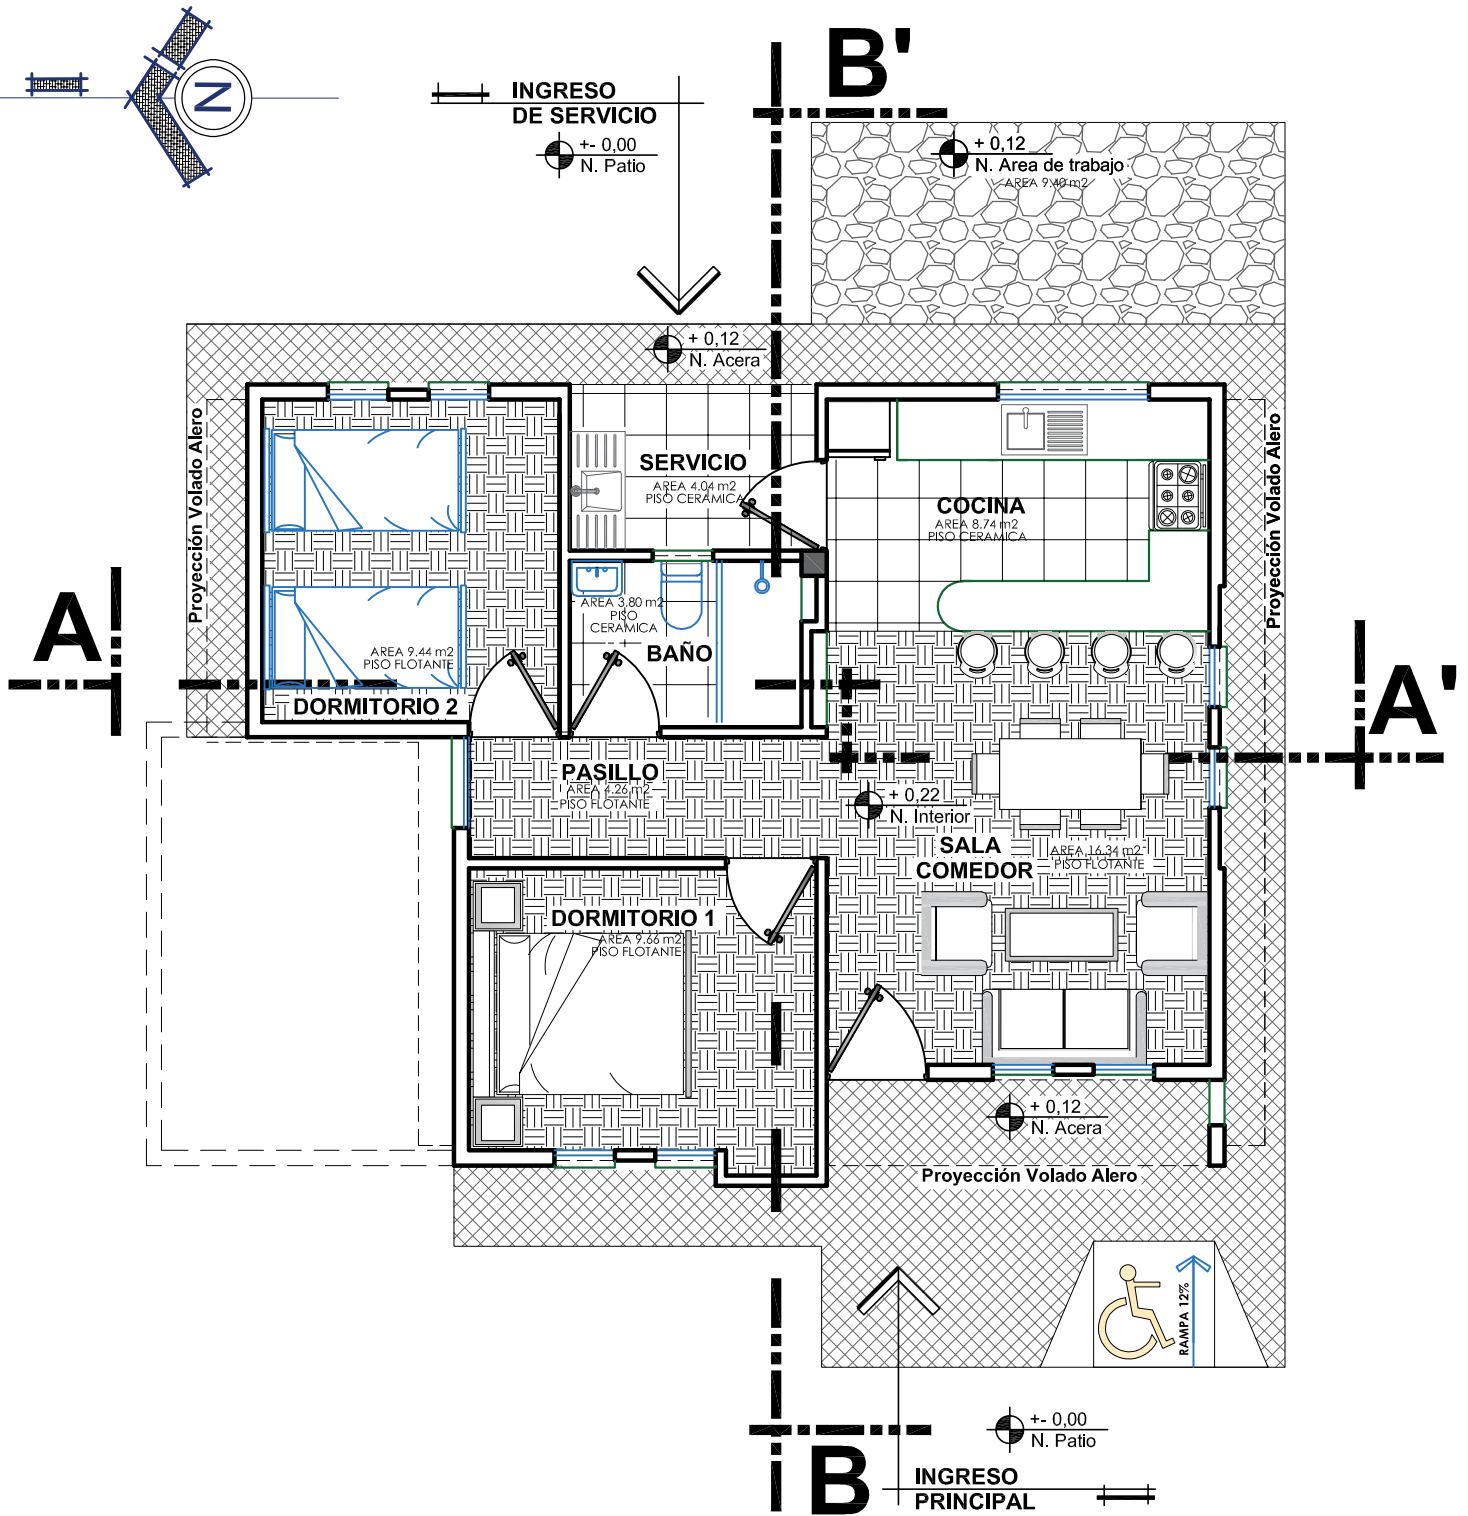 B'
N
INGRESO
DE SERVICIO
+- 0,00
N. Patio
+ 0,12
N. Area de trabajo
AREA 9.40 m2
+ 0,12
N. Acera
Proyección Volado Alero
SERVICIO
AREA 4.04 m2
PISO CERAMICA
COCINA
AREA 8.74 m2
PISO CERAMICA
Proyección Volado Alero
A
AREA 3.80 m2
PISO
CERAMICA
BAÑO
AREA 9.44 m2
PISO FLOTANTE
DORMITORIO 2
A'
PASILLO
AREA 4.26 m2
PISO FLOTANTE
+ 0,22
N. Interior
SALA
COMEDOR
AREA 16.34 m2
PISO FLOTANTE
DORMITORIO 1
AREA 9.66 m2
PISO FLOTANTE
+ 0,12
N. Acera
Proyección Volado Alero
RAMPA 12%
+- 0,00
N. Patio
B
INGRESO
PRINCIPAL